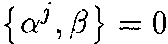 {α^j, β} = 0